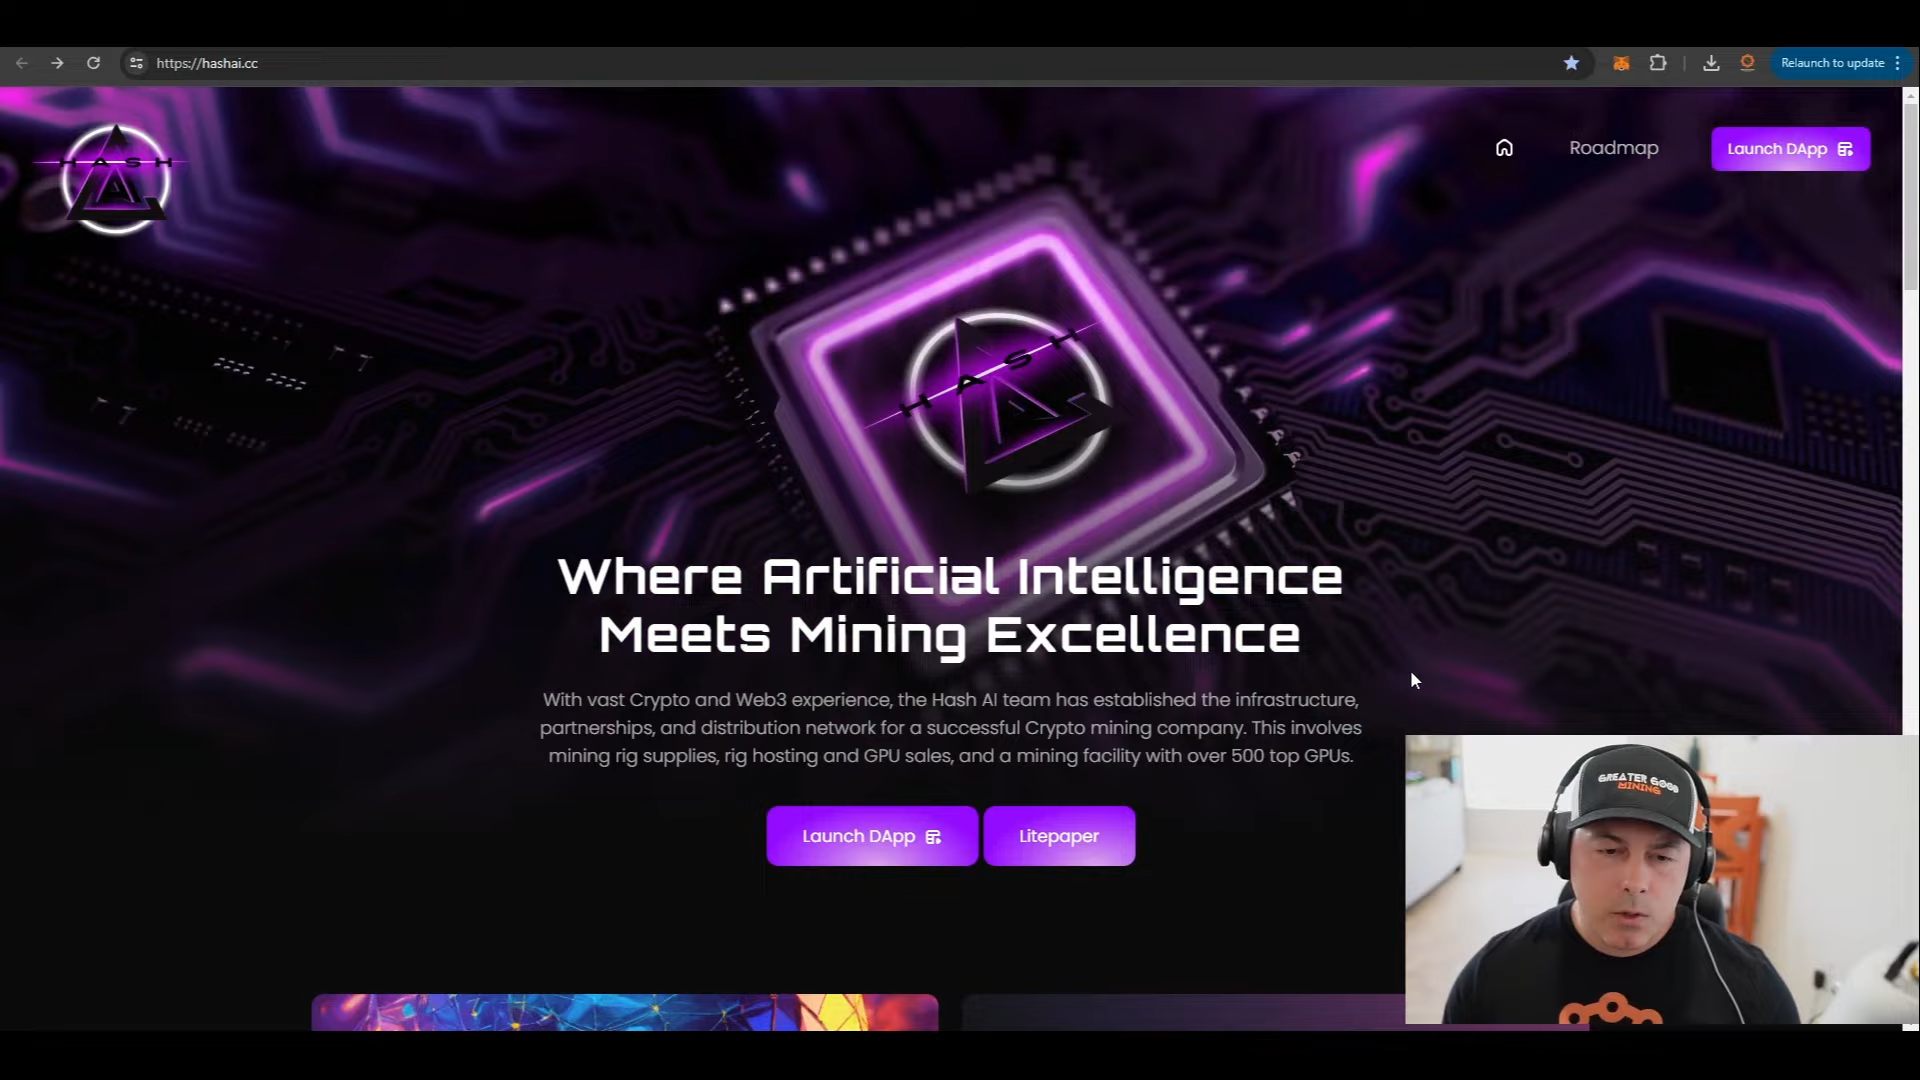 https://hashai.cc
Relaunch to update
HASH
Roadmap
Launch DApp
HASH
Where Artificial Intelligence
Meets Mining Excellence
With vast Crypto and Web3 experience, the Hash AI team has established the infrastructure,
partnerships, and distribution network for a successful Crypto mining company. This involves
mining rig supplies, rig hosting and GPU sales, and a mining facility with over 500 top GPUs.
Launch DApp
Litepaper
GREATER GOOD
MINING